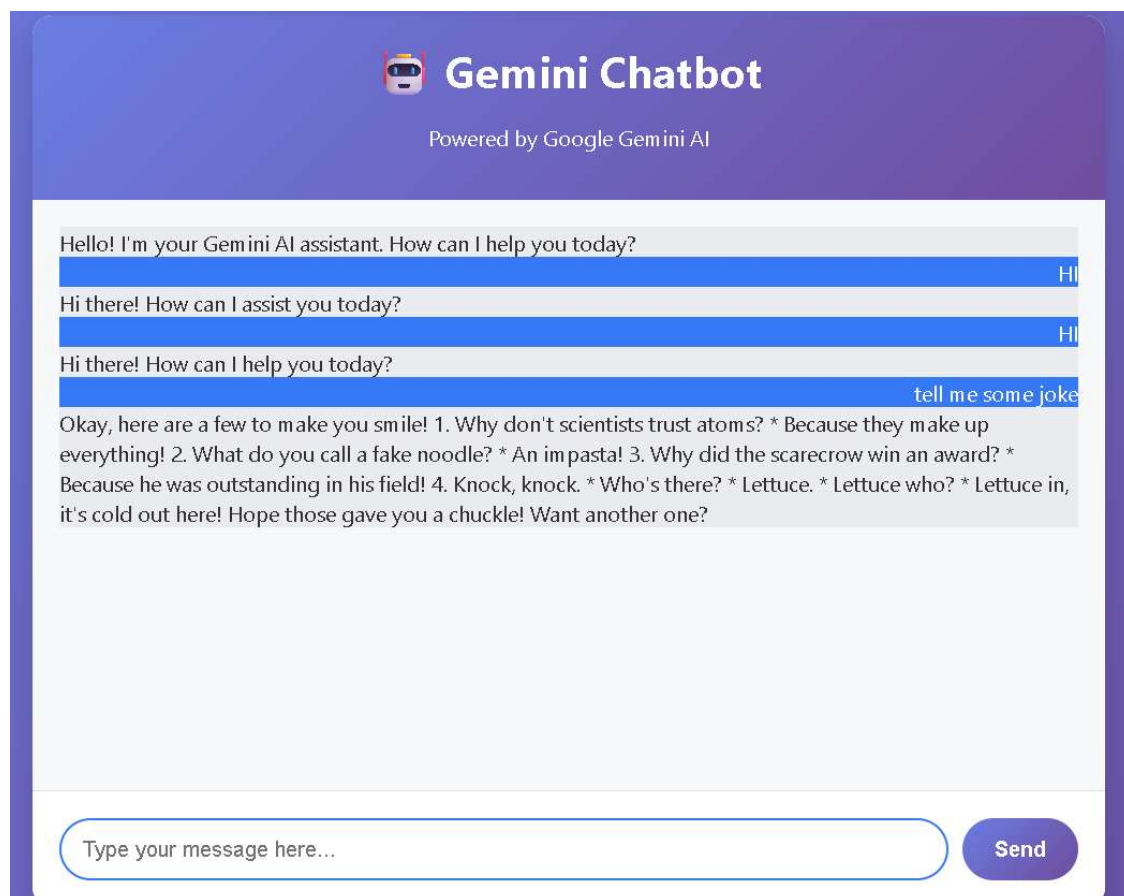 Gemini Chatbot
Powered by Google Gemini AI
Hello! I'm your Gemini AI assistant. How can I help you today?
HI
Hi there! How can I assist you today?
HI
Hi there! How can I help you today?
tell me some joke
Okay, here are a few to make you smile! 1. Why don't scientists trust atoms? * Because they make up
everything! 2. What do you call a fake noodle? * An impasta! 3. Why did the scarecrow win an award? *
Because he was outstanding in his field! 4. Knock, knock. * Who's there? * Lettuce. * Lettuce who? * Lettuce in,
it's cold out here! Hope those gave you a chuckle! Want another one?
Type your message here...
Send